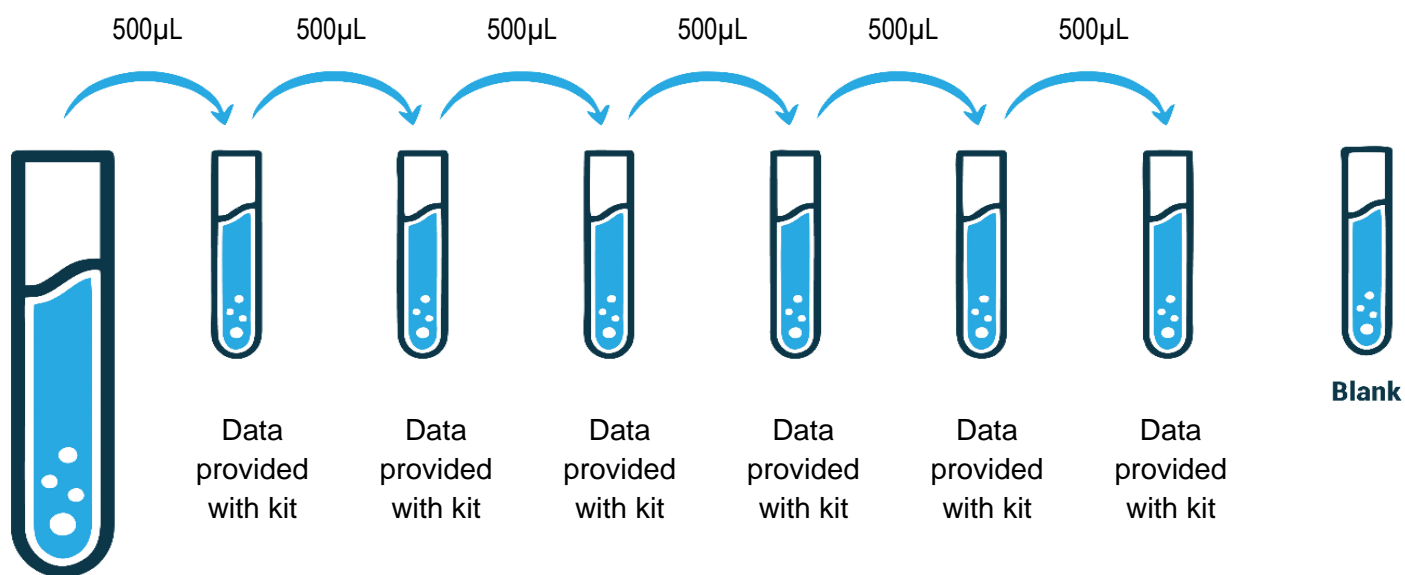 500µL 500µL 500µL 500µL 500µL 500µL
Data Data Data Data Data Data
provided provided provided provided provided provided
with kit with kit with kit with kit with kit with kit
Blank